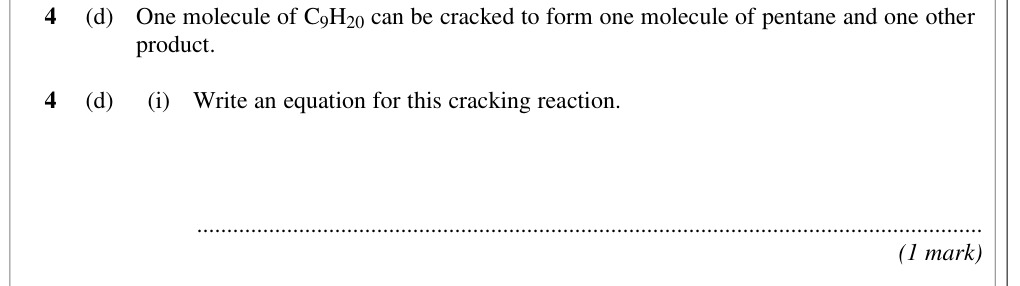 4 (d) One molecule of C₉H₂₀ can be cracked to form one molecule of pentane and one other
product.
4 (d) (i) Write an equation for this cracking reaction.
................................................................................................................................
(1 mark)